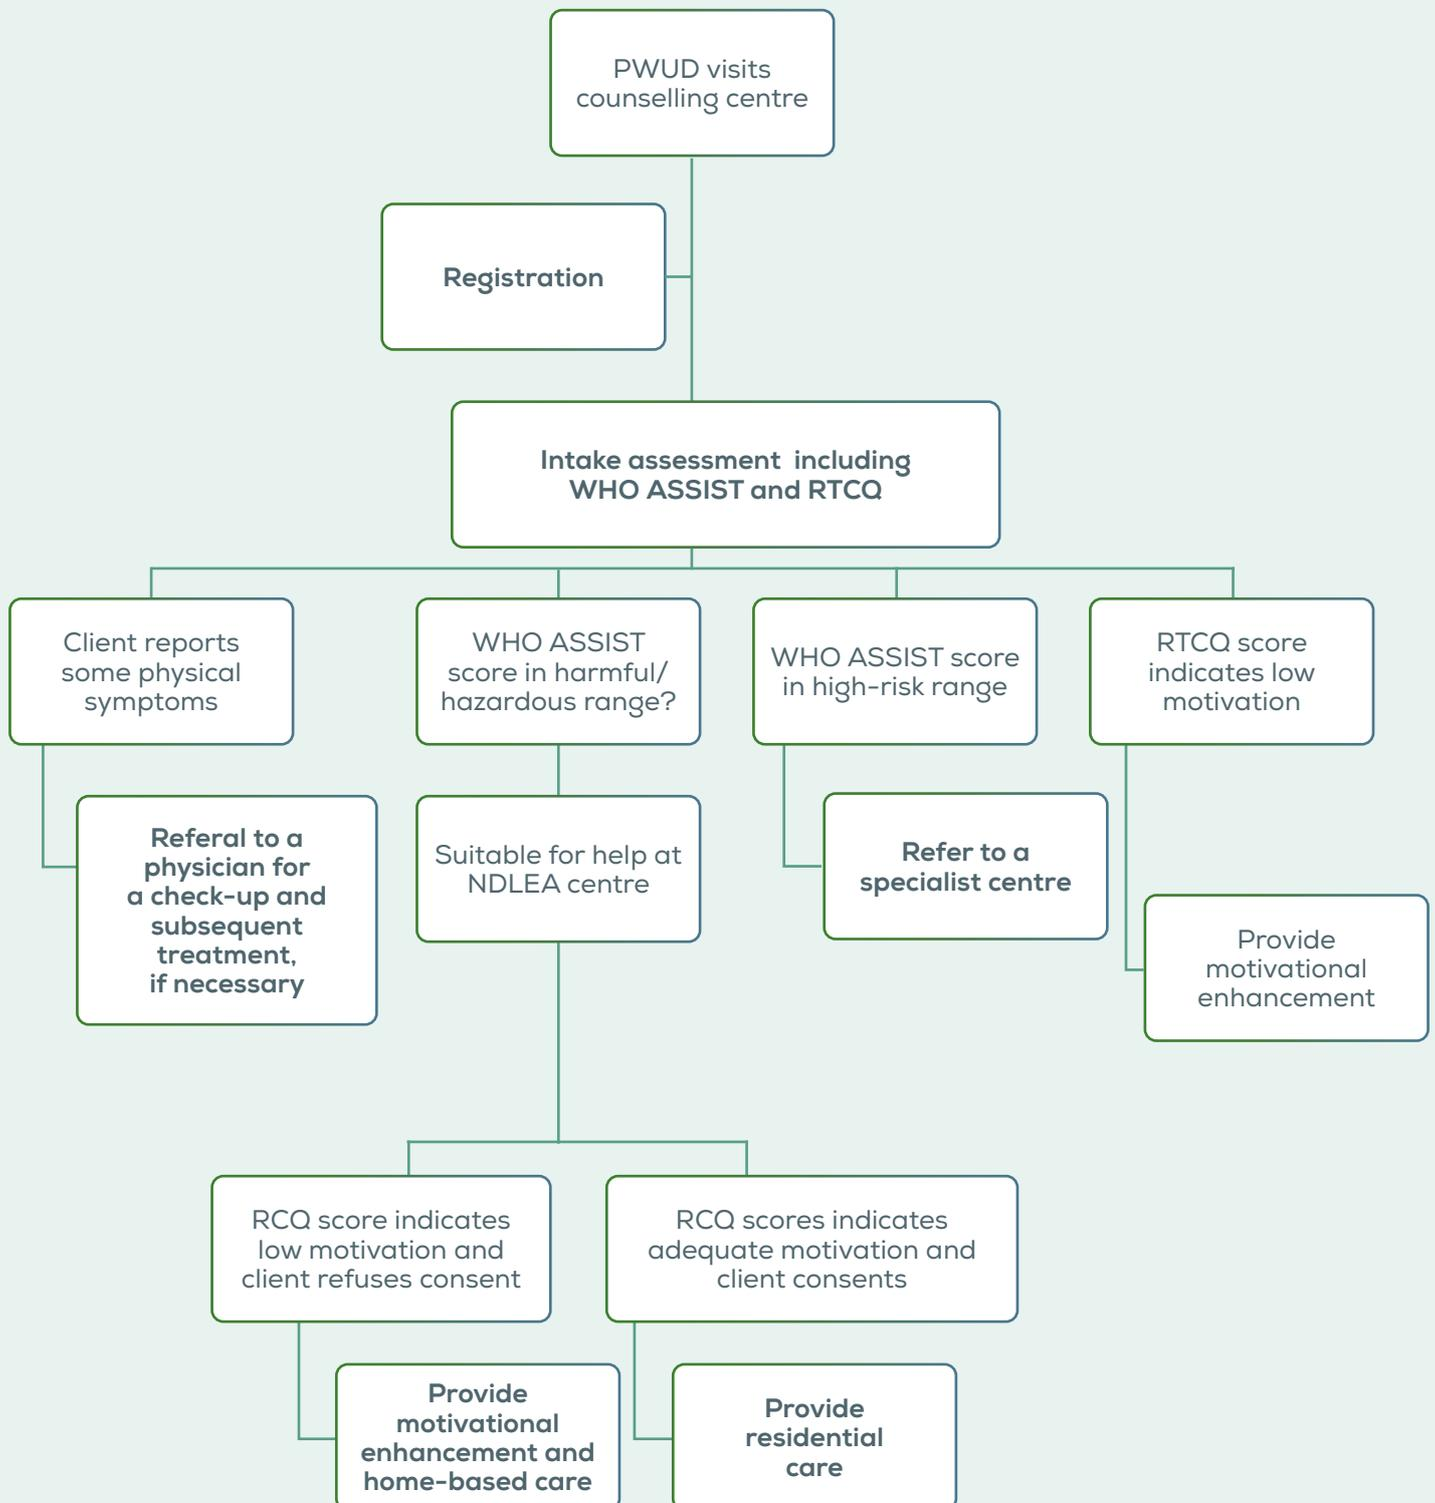 PWUD visits
counselling centre
Registration
Intake assessment  including
WHO ASSIST and RTCQ
Client reports
some physical
symptoms
WHO ASSIST
score in harmful/
hazardous range?
WHO ASSIST score
in high-risk range
RTCQ score
indicates low
motivation
Referal to a
physician for
a check-up and
subsequent
treatment,
if necessary
Suitable for help at
NDLEA centre
Refer to a
specialist centre
Provide
motivational
enhancement
RCQ score indicates
low motivation and
client refuses consent
RCQ scores indicates
adequate motivation and
client consents
Provide
motivational
enhancement and
home-based care
Provide
residential
care